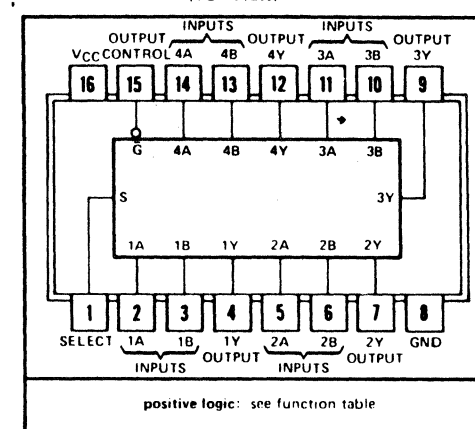 INPUTS INPUTS
OUTPUT OUTPUT OUTPUT
VCC CONTROL 4A 4B 4Y 3A 3B 3Y
16 15 14 13 12 11 10 9
G 4A 4B 4Y 3A 3B
S 3Y
1A 1B 1Y 2A 2B 2Y
1 2 3 4 5 6 7 8
SELECT 1A 1B 1Y 2A 2B 2Y GND
OUTPUT OUTPUT
INPUTS INPUTS
positive logic: see function table